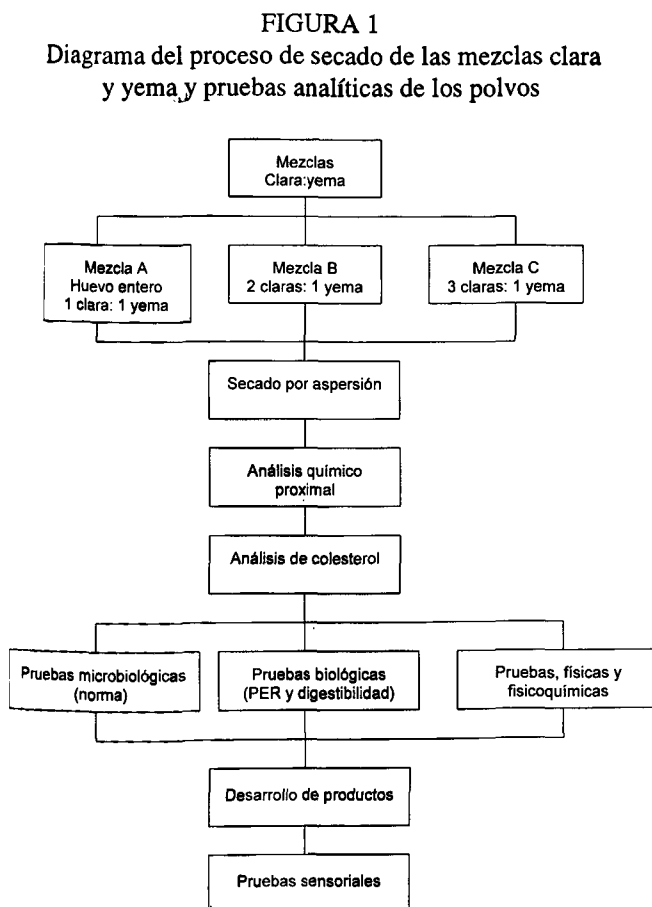 FIGURA 1
Diagrama del proceso de secado de las mezclas clara
y yema y pruebas analíticas de los polvos
Mezclas
Clara:yema
Mezcla A
Huevo entero
1 clara: 1 yema
Mezcla B
2 claras: 1 yema
Mezcla C
3 claras: 1 yema
Secado por aspersión
Análisis químico
proximal
Análisis de colesterol
Pruebas microbiológicas
(norma)
Pruebas biológicas
(PER y digestibilidad)
Pruebas, físicas y
fisicoquímicas
Desarrollo de productos
Pruebas sensoriales